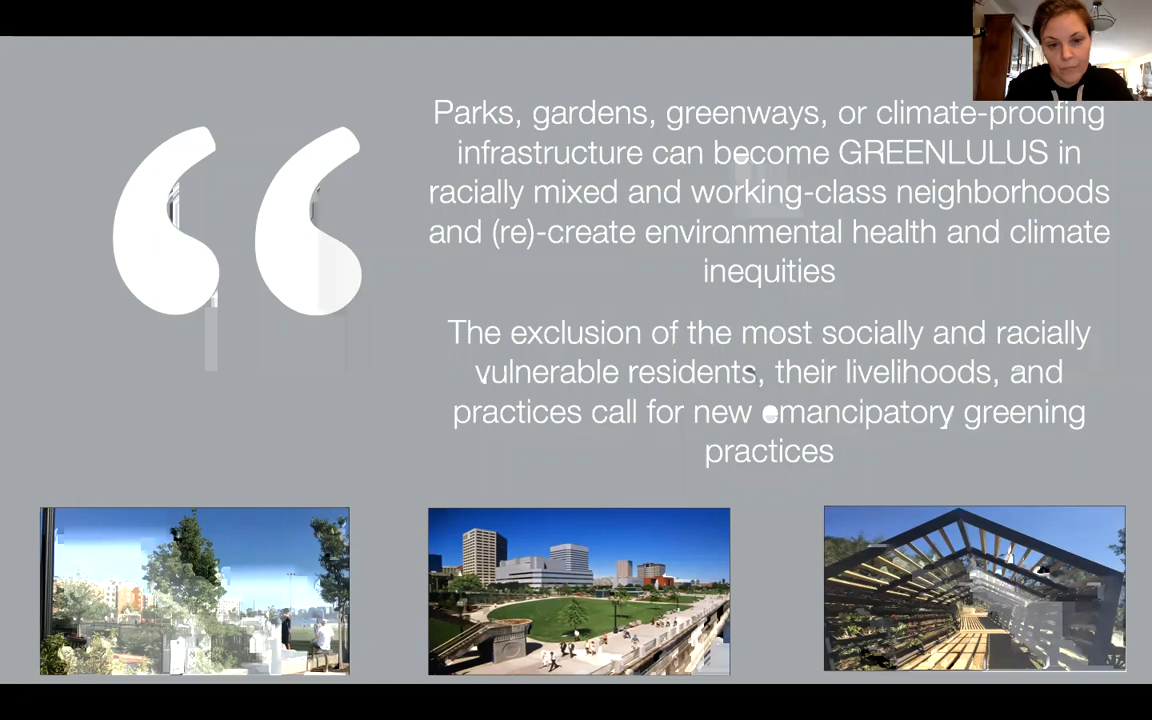 Parks, gardens, greenways, or climate-proofing
infrastructure can become GREENLULUS in
racially mixed and working-class neighborhoods
and (re)-create environmental health and climate
inequities
The exclusion of the most socially and racially
vulnerable residents, their livelihoods, and
practices call for new emancipatory greening
practices